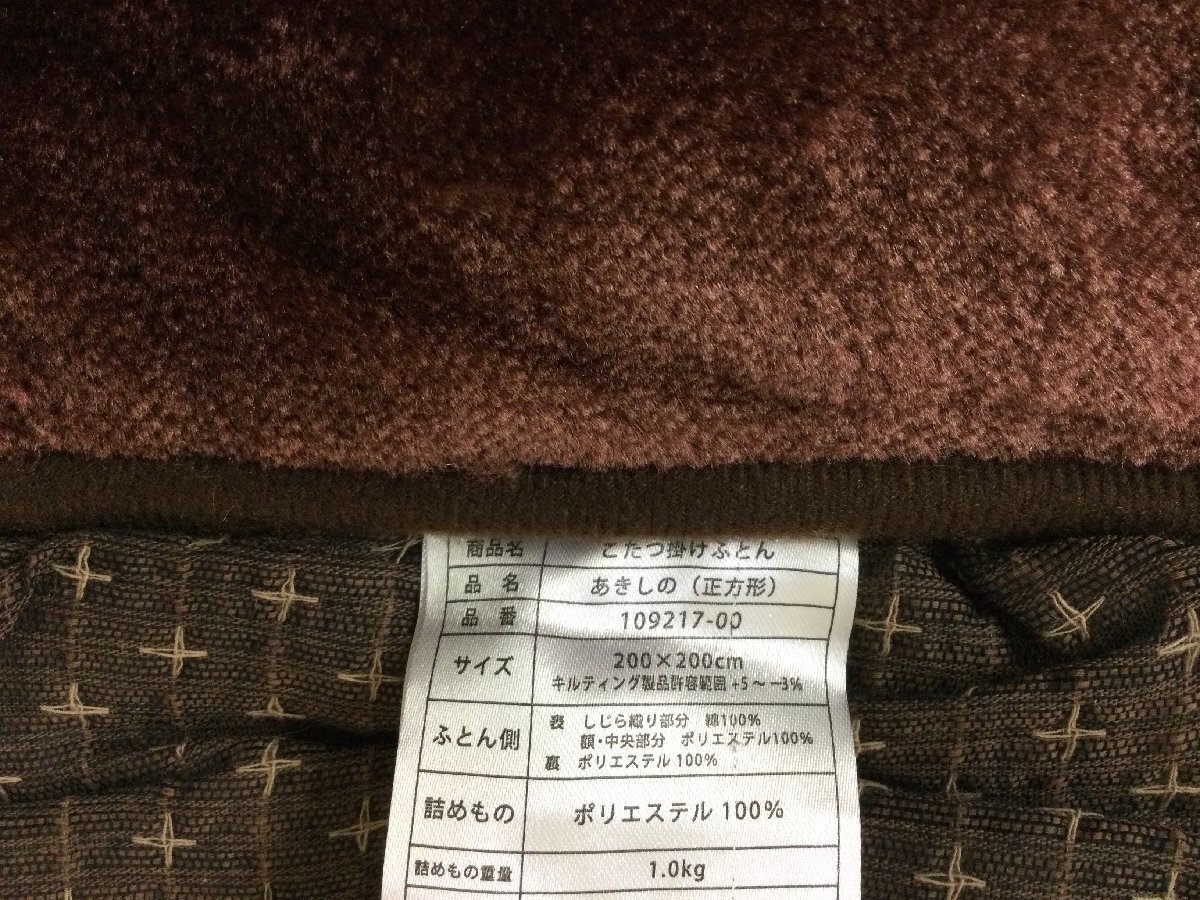 商品名 こたつ掛けふとん
品 名 あきしの(正方形)
品 番 109217-00
サイズ 200×200cm
キルティング製品許容範囲 +5～−3%
ふとん側 表 しじら織り部分 綿100%
額・中央部分 ポリエステル100%
裏 ポリエステル 100%
詰めもの ポリエステル 100%
詰めもの重量 1.0kg